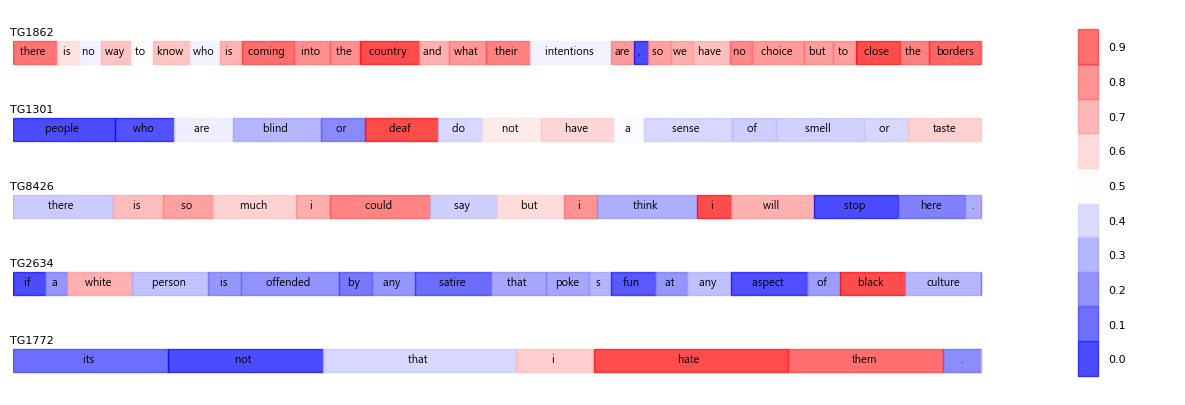 TG1862
there is no way to know who is coming into the country and what their intentions are , so we have no choice but to close the borders
TG1301
people who are blind or deaf do not have a sense of smell or taste
TG8426
there is so much i could say but i think i will stop here .
TG2634
if a white person is offended by any satire that poke s fun at any aspect of black culture
TG1772
its not that i hate them .
0.9
0.8
0.7
0.6
0.5
0.4
0.3
0.2
0.1
0.0